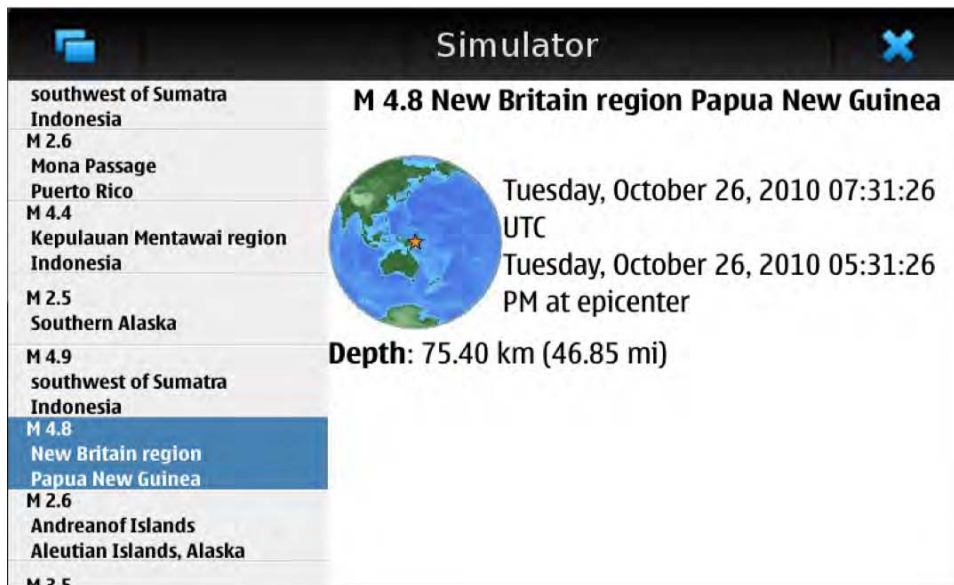 Simulator
southwest of Sumatra
Indonesia
M 2.6
Mona Passage
Puerto Rico
M 4.4
Kepulauan Mentawai region
Indonesia
M 2.5
Southern Alaska
M 4.9
southwest of Sumatra
Indonesia
M 4.8
New Britain region
Papua New Guinea
M 2.6
Andreanof Islands
Aleutian Islands, Alaska
M 4.8 New Britain region Papua New Guinea
Tuesday, October 26, 2010 07:31:26
UTC
Tuesday, October 26, 2010 05:31:26
PM at epicenter
Depth: 75.40 km (46.85 mi)